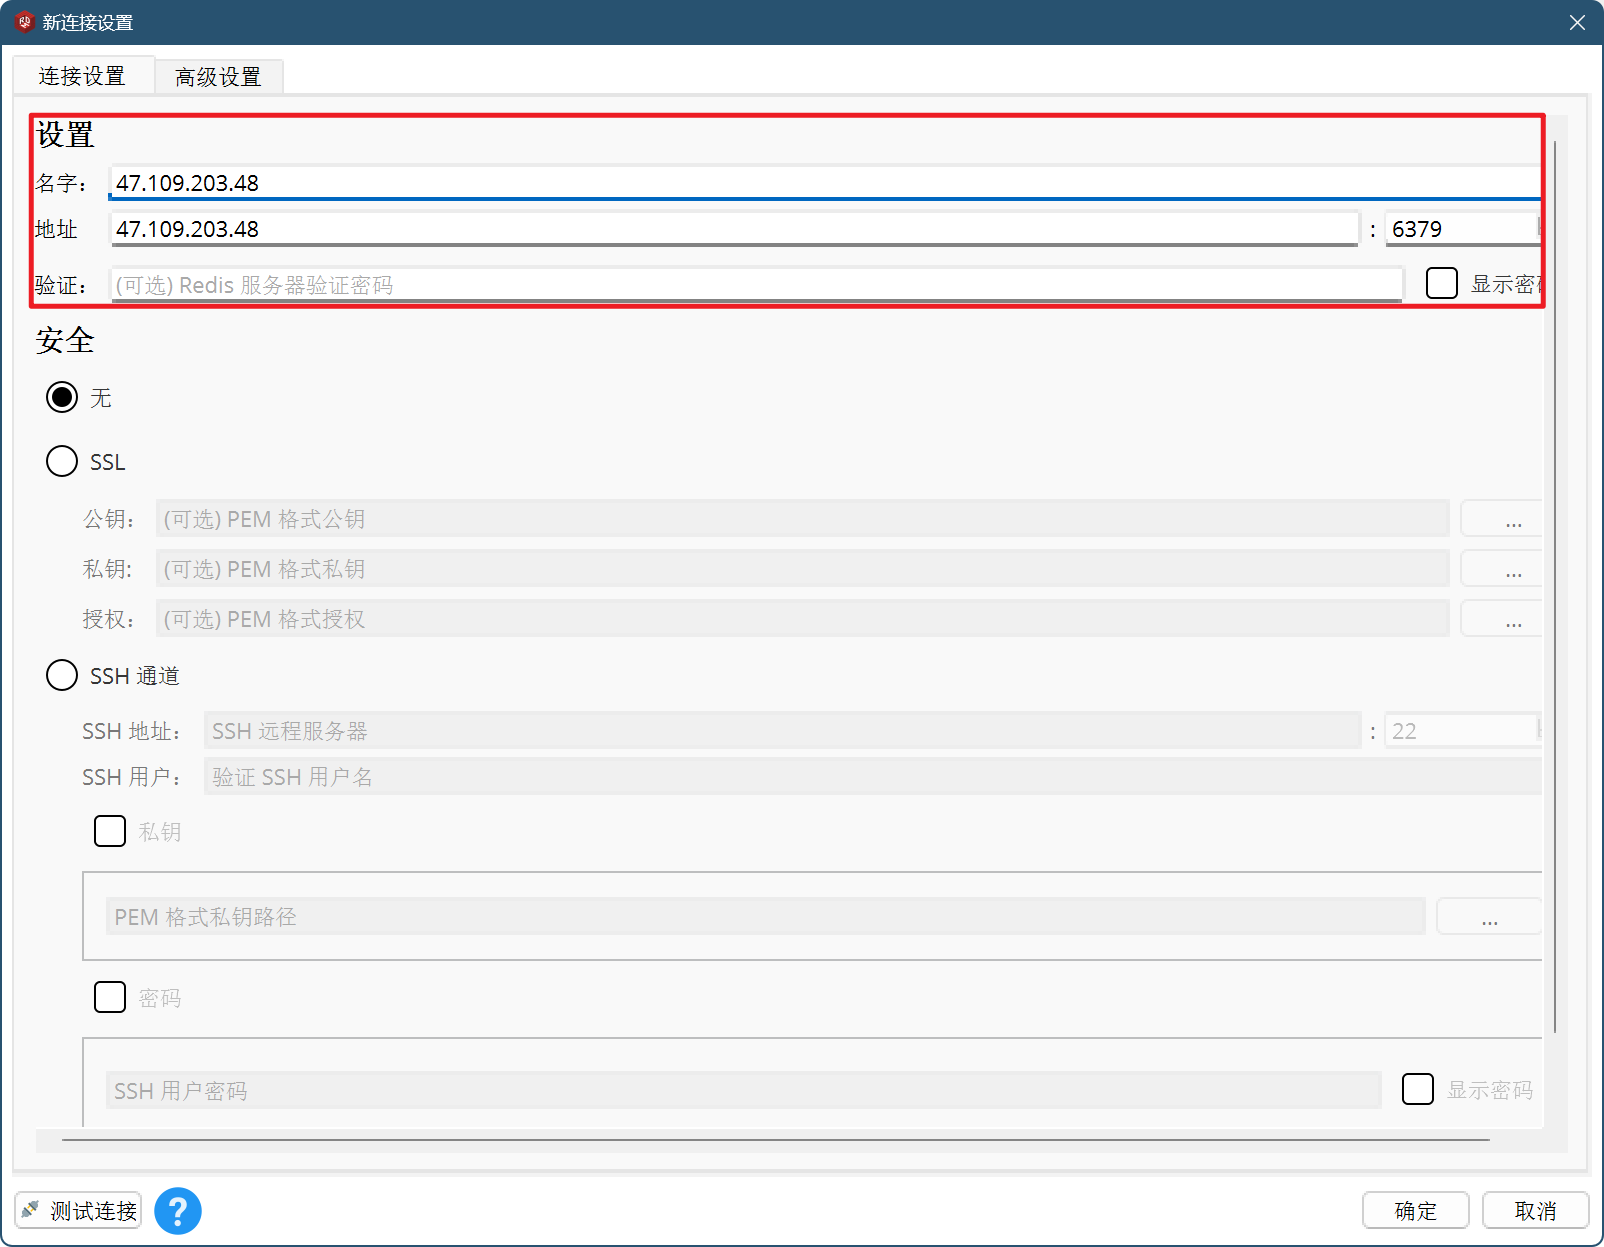 新连接设置
连接设置 高级设置
设置
名字： 47.109.203.48
地址 47.109.203.48 : 6379
验证： (可选) Redis 服务器验证密码 显示密码
安全
无
SSL
公钥： (可选) PEM 格式公钥 ...
私钥: (可选) PEM 格式私钥 ...
授权： (可选) PEM 格式授权 ...
SSH 通道
SSH 地址： SSH 远程服务器 : 22
SSH 用户： 验证 SSH 用户名
私钥
PEM 格式私钥路径 ...
密码
SSH 用户密码 显示密码
测试连接 ? 确定 取消